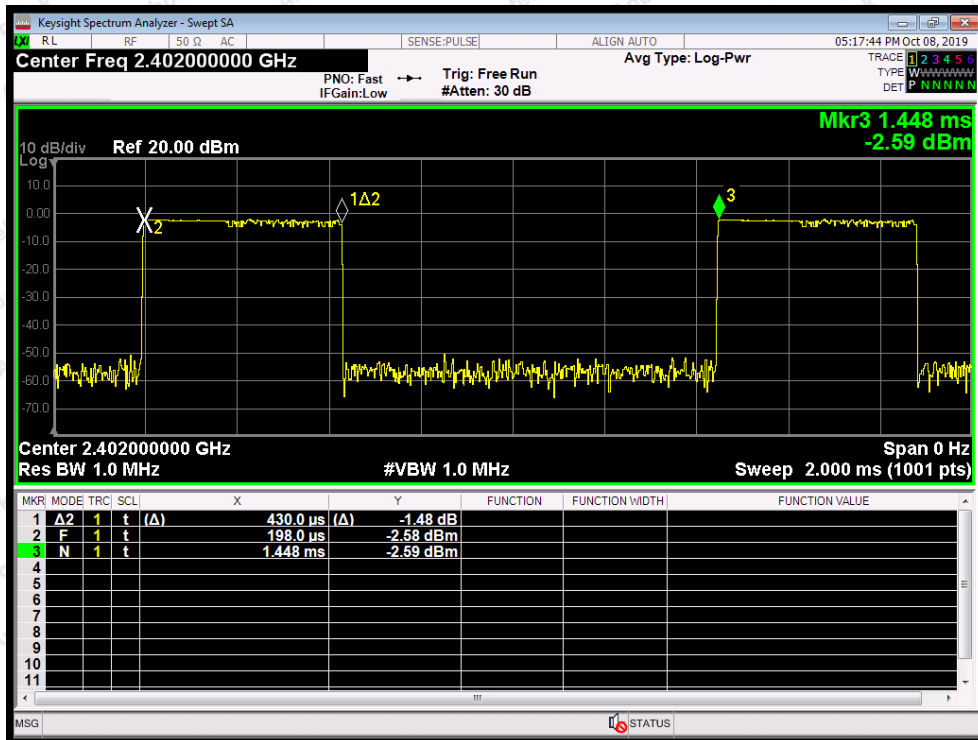 Keysight Spectrum Analyzer - Swept SA
LXI RL RF 50 Ω AC SENSE:PULSE ALIGN AUTO 05:17:44 PM Oct 08, 2019
Center Freq 2.402000000 GHz
PNO: Fast
IFGain:Low
Trig: Free Run
#Atten: 30 dB
Avg Type: Log-Pwr
TRACE 1 2 3 4 5 6
TYPE WWWWWW
DET P N N N N N
Mkr3 1.448 ms
-2.59 dBm
10 dB/div Ref 20.00 dBm
Log
10.0
0.00
-10.0
-20.0
-30.0
-40.0
-50.0
-60.0
-70.0
2
1Δ2
3
Center 2.402000000 GHz Span 0 Hz
Res BW 1.0 MHz #VBW 1.0 MHz Sweep 2.000 ms (1001 pts)
MKR MODE TRC SCL X Y FUNCTION FUNCTION WIDTH FUNCTION VALUE
1 Δ2 1 t (Δ) 430.0 µs (Δ) -1.48 dB
2 F 1 t 198.0 µs -2.58 dBm
3 N 1 t 1.448 ms -2.59 dBm
4
5
6
7
8
9
10
11
MSG STATUS